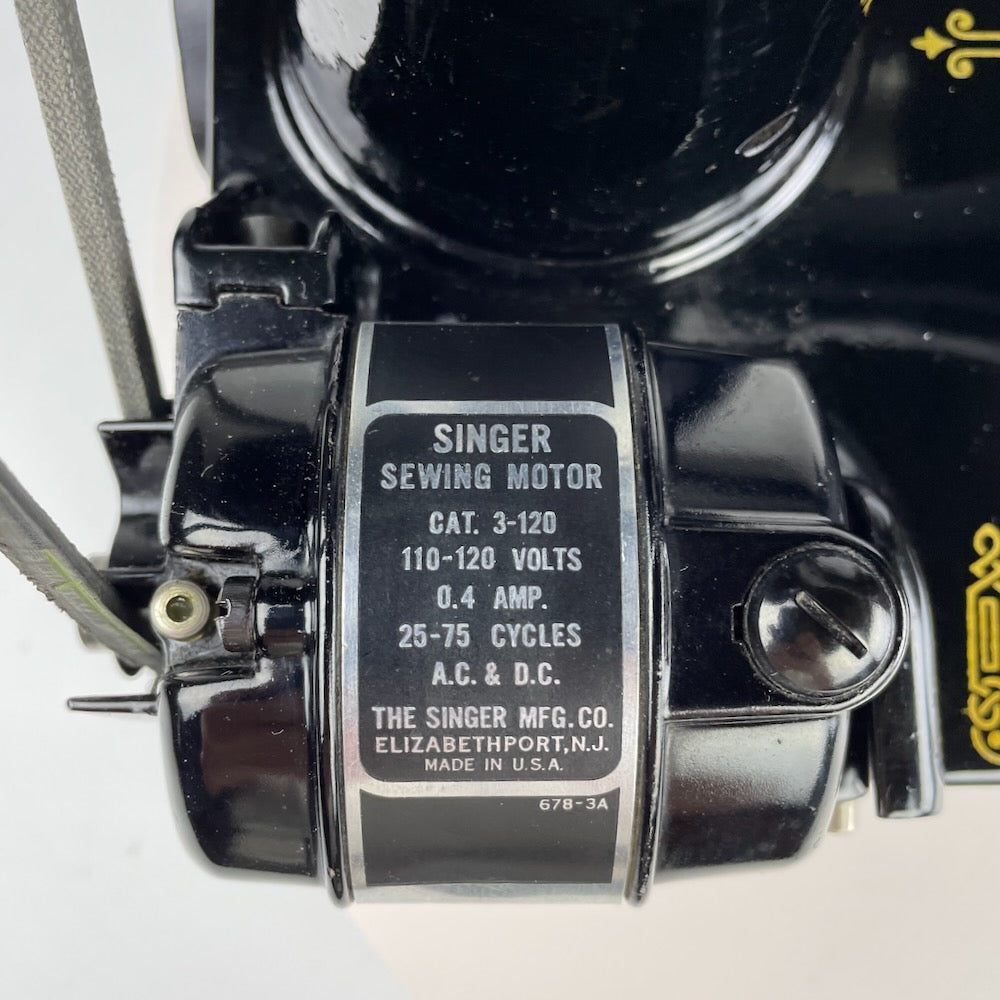 SINGER
SEWING MOTOR
CAT. 3-120
110-120 VOLTS
0.4 AMP.
25-75 CYCLES
A.C. & D.C.
THE SINGER MFG. CO.
ELIZABETHPORT, N.J.
MADE IN U.S.A.
678-3A